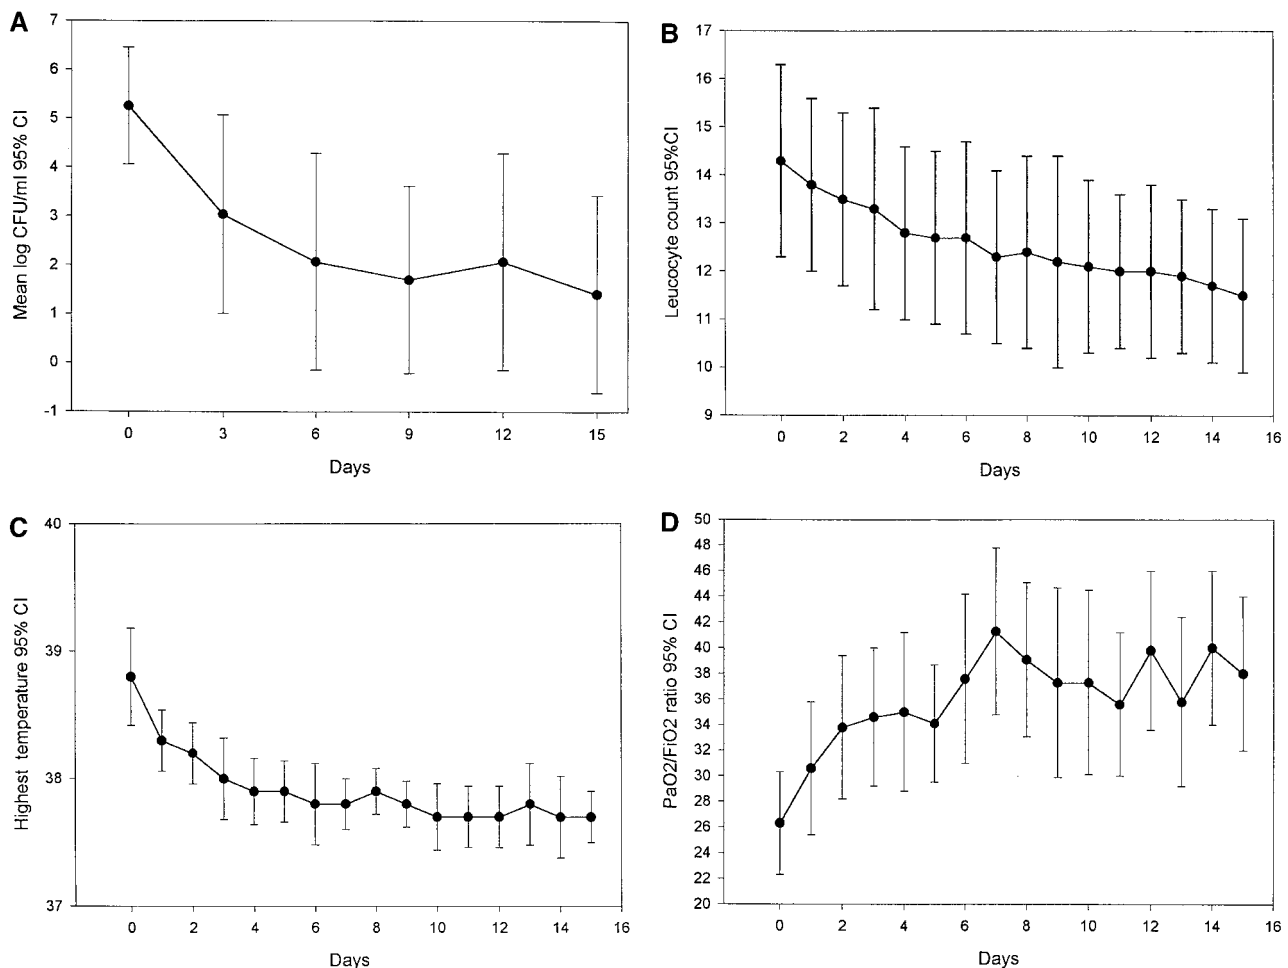 A
Mean log CFU/ml 95% CI
7
6
5
4
3
2
1
0
-1
0 3 6 9 12 15
Days
B
Leucocyte count 95%CI
17
16
15
14
13
12
11
10
9
0 2 4 6 8 10 12 14 16
Days
C
Highest temperature 95% CI
40
39
38
37
0 2 4 6 8 10 12 14 16
Days
D
PaO2/FiO2 ratio 95% CI
50
48
46
44
42
40
38
36
34
32
30
28
26
24
22
20
0 2 4 6 8 10 12 14 16
Days